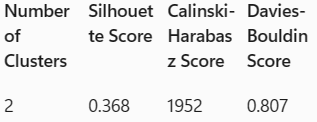 Number Silhouet Calinski- Davies-
of te Score Harabas Bouldin
Clusters z Score Score
2 0.368 1952 0.807